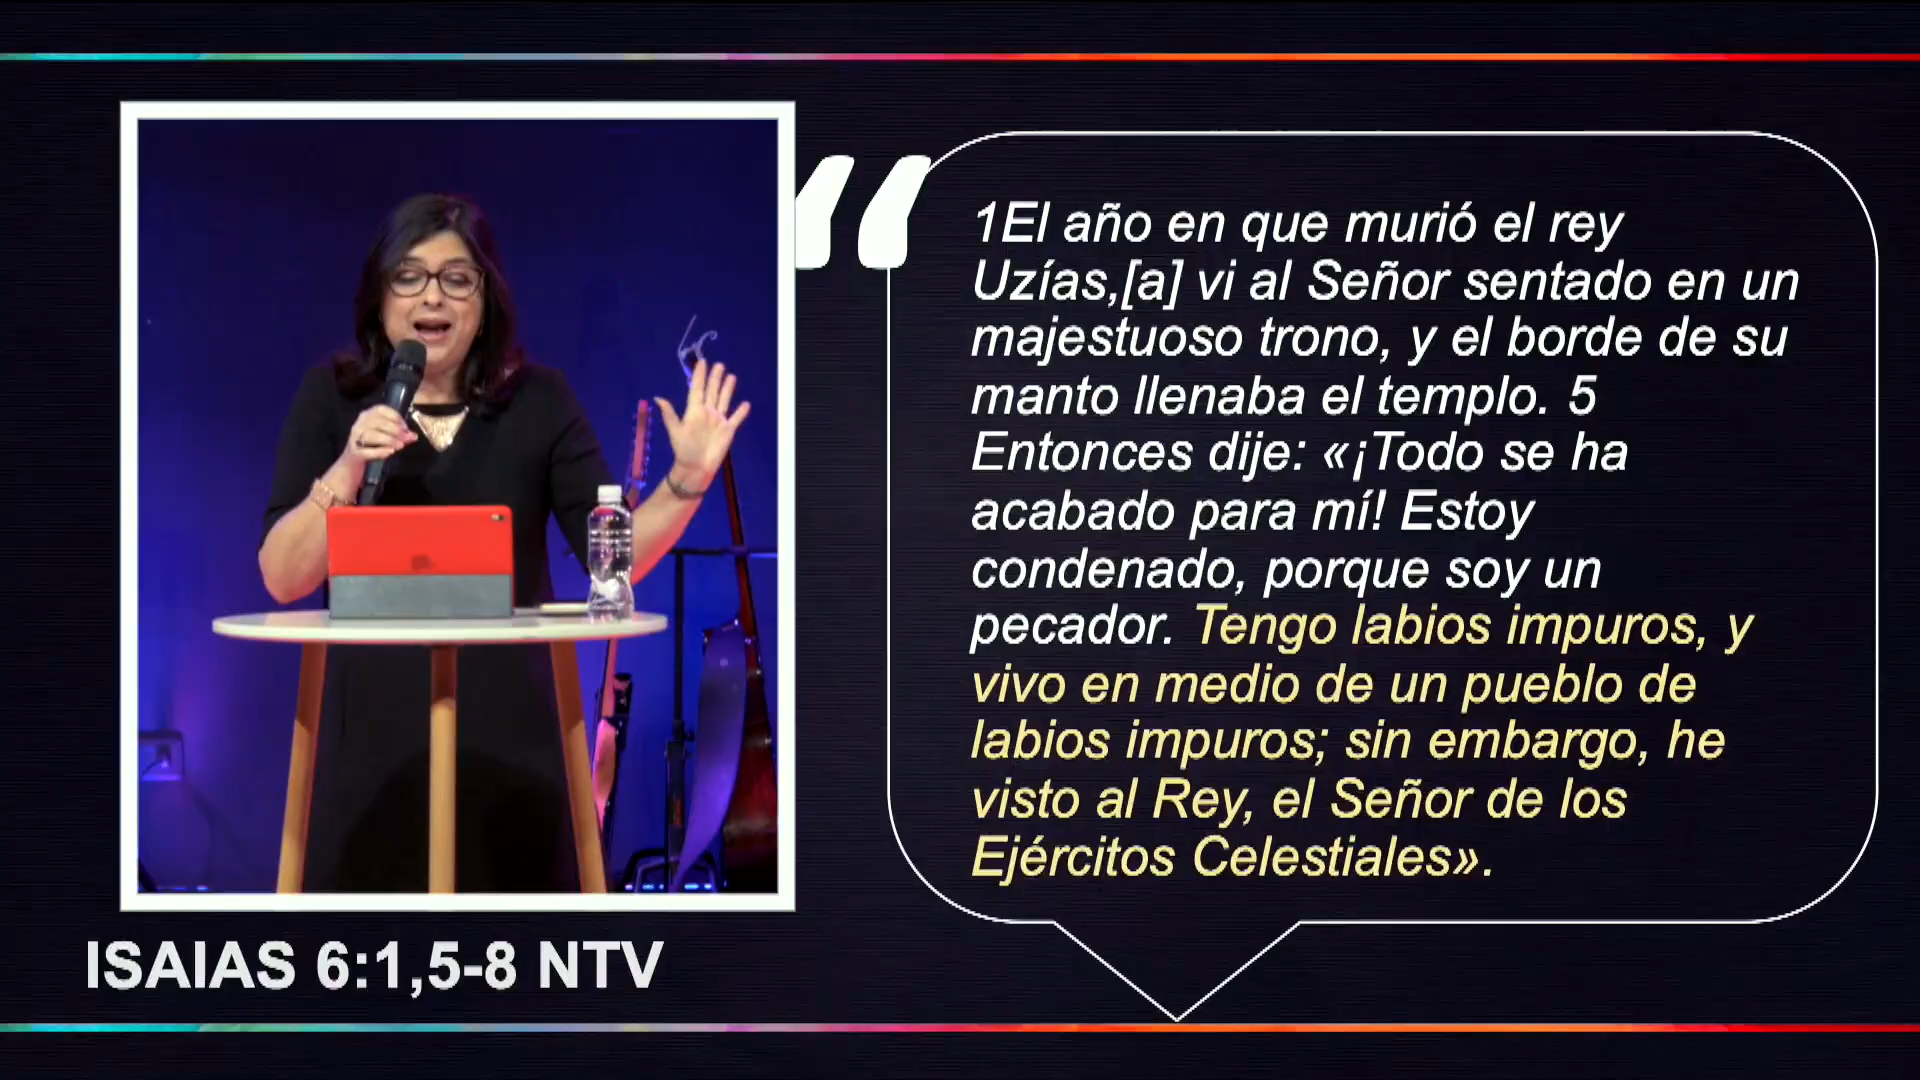 “
1El año en que murió el rey
Uzías,[a] vi al Señor sentado en un
majestuoso trono, y el borde de su
manto llenaba el templo. 5
Entonces dije: «¡Todo se ha
acabado para mí! Estoy
condenado, porque soy un
pecador. Tengo labios impuros, y
vivo en medio de un pueblo de
labios impuros; sin embargo, he
visto al Rey, el Señor de los
Ejércitos Celestiales».
ISAIAS 6:1,5-8 NTV